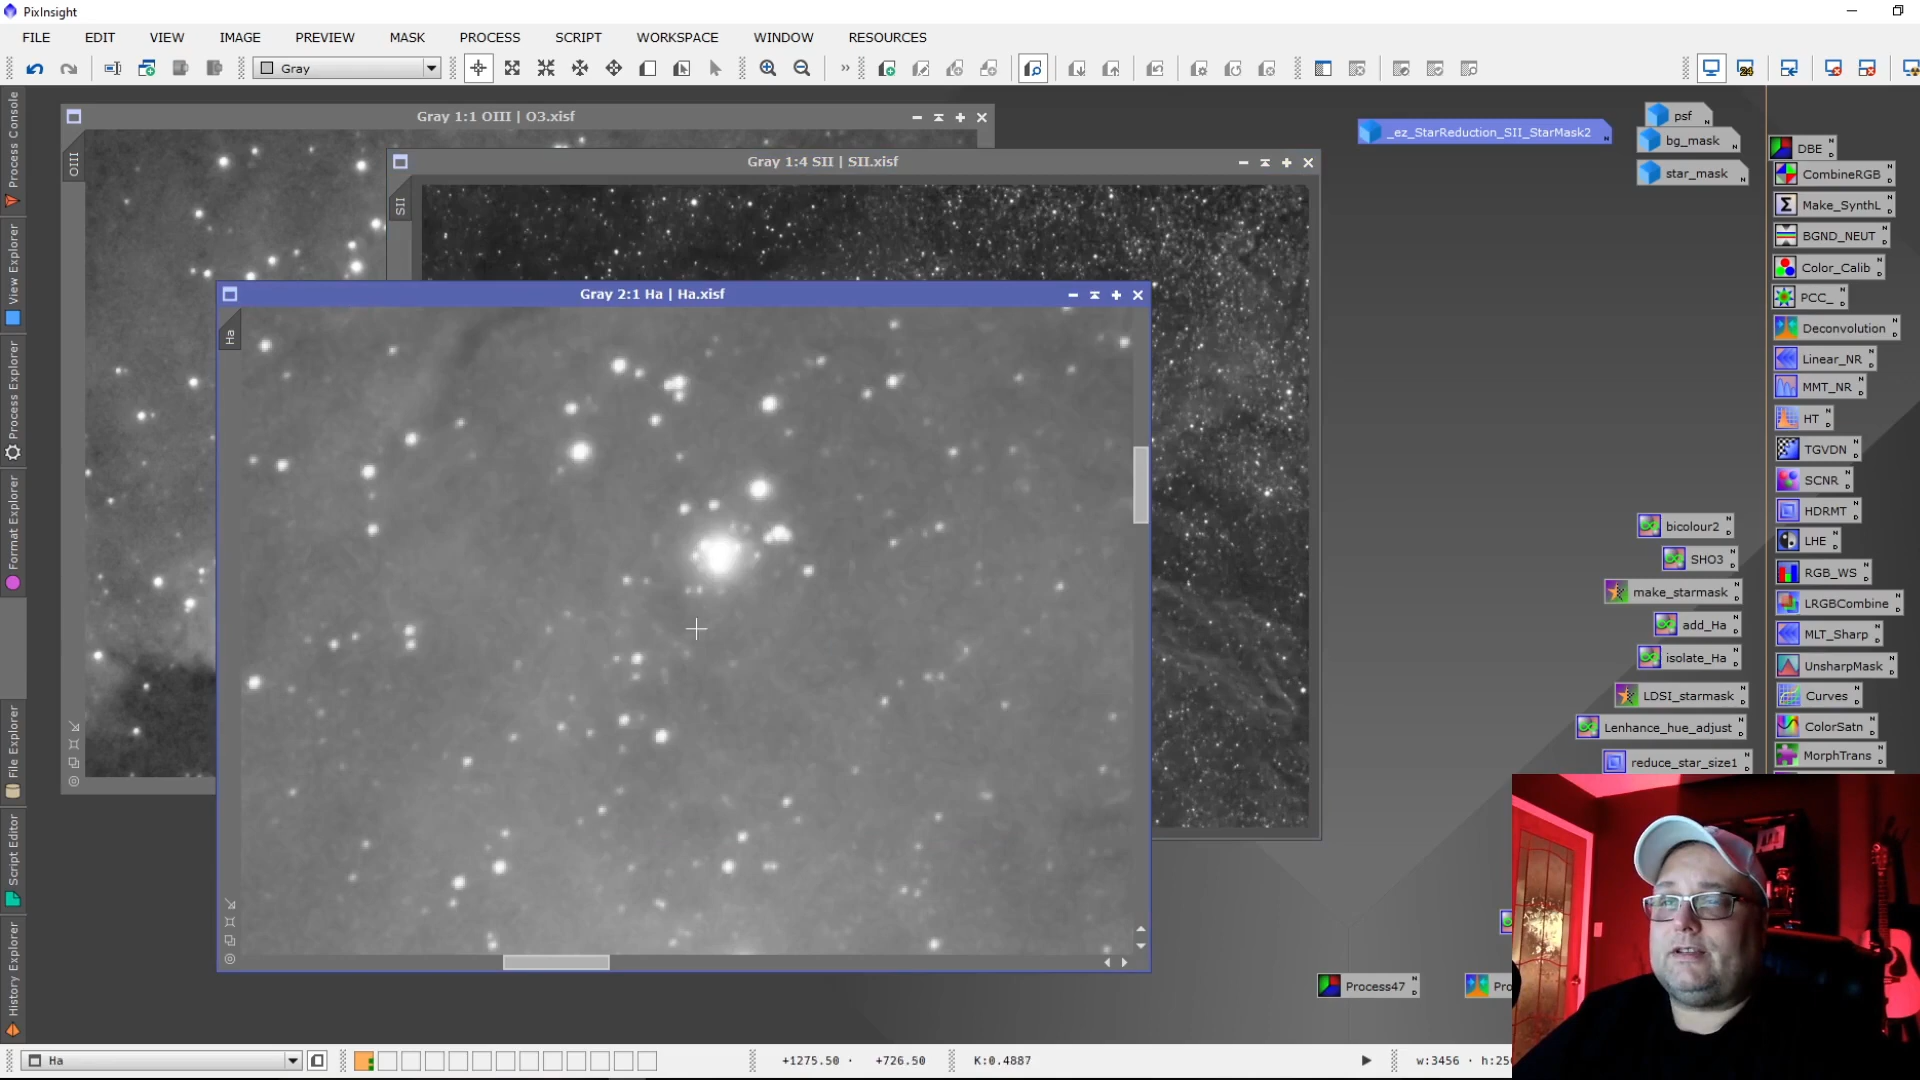 PixInsight
FILE EDIT VIEW IMAGE PREVIEW MASK PROCESS SCRIPT WORKSPACE WINDOW RESOURCES
Gray
24
Process Console
View Explorer
Process Explorer
Format Explorer
File Explorer
Script Editor
History Explorer
Gray 1:1 OIII | O3.xisf
OIII
Gray 1:4 SII | SII.xisf
SII
Gray 2:1 Ha | Ha.xisf
Ha
_ez_StarReduction_SII_StarMask2
psf
bg_mask
star_mask
DBE
CombineRGB
Make_SynthL
BGND_NEUT
Color_Calib
PCC_
Deconvolution
Linear_NR
MMT_NR
HT
TGVDN
SCNR
HDRMT
LHE
RGB_WS
LRGBCombine
MLT_Sharp
UnsharpMask
Curves
ColorSatn
MorphTrans
bicolour2
SHO3
make_starmask
add_Ha
isolate_Ha
LDSI_starmask
Lenhance_hue_adjust
reduce_star_size1
Process47
Pro
Ha
+1275.50 · +726.50
K:0.4887
w:3456 · h:25